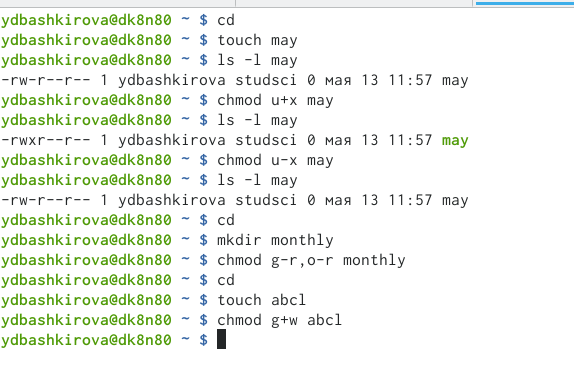 ydbashkirova@dk8n80 ~ $ cd
ydbashkirova@dk8n80 ~ $ touch may
ydbashkirova@dk8n80 ~ $ ls -l may
-rw-r--r-- 1 ydbashkirova studsci 0 мая 13 11:57 may
ydbashkirova@dk8n80 ~ $ chmod u+x may
ydbashkirova@dk8n80 ~ $ ls -l may
-rwxr--r-- 1 ydbashkirova studsci 0 мая 13 11:57 may
ydbashkirova@dk8n80 ~ $ chmod u-x may
ydbashkirova@dk8n80 ~ $ ls -l may
-rw-r--r-- 1 ydbashkirova studsci 0 мая 13 11:57 may
ydbashkirova@dk8n80 ~ $ cd
ydbashkirova@dk8n80 ~ $ mkdir monthly
ydbashkirova@dk8n80 ~ $ chmod g-r,o-r monthly
ydbashkirova@dk8n80 ~ $ cd
ydbashkirova@dk8n80 ~ $ touch abcl
ydbashkirova@dk8n80 ~ $ chmod g+w abcl
ydbashkirova@dk8n80 ~ $